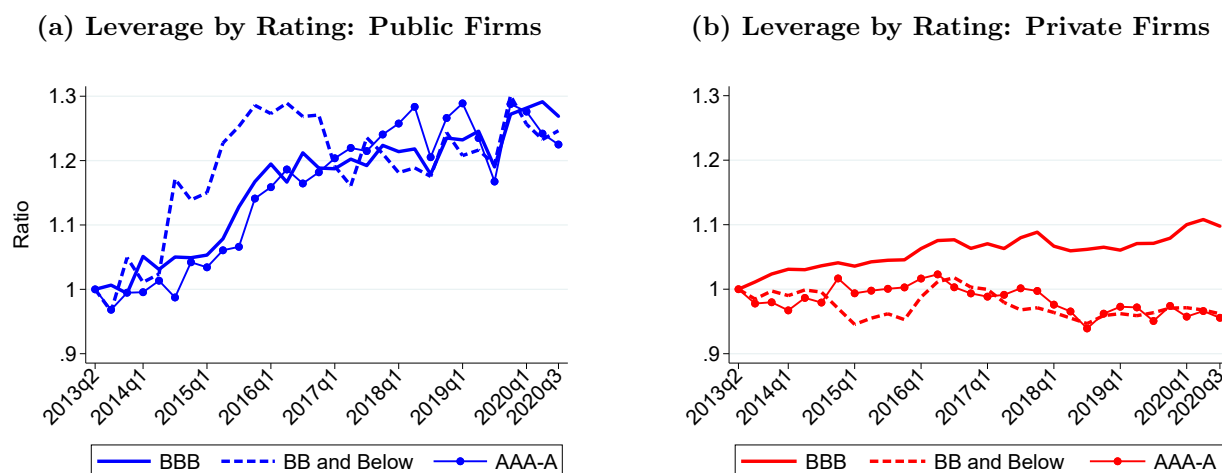 (a) Leverage by Rating: Public Firms
1.3
1.2
1.1
1
.9
Ratio
2013q2
2014q1
2015q1
2016q1
2017q1
2018q1
2019q1
2020q1
2020q3
BBB
BB and Below
AAA-A
(b) Leverage by Rating: Private Firms
1.3
1.2
1.1
1
.9
2013q2
2014q1
2015q1
2016q1
2017q1
2018q1
2019q1
2020q1
2020q3
BBB
BB and Below
AAA-A